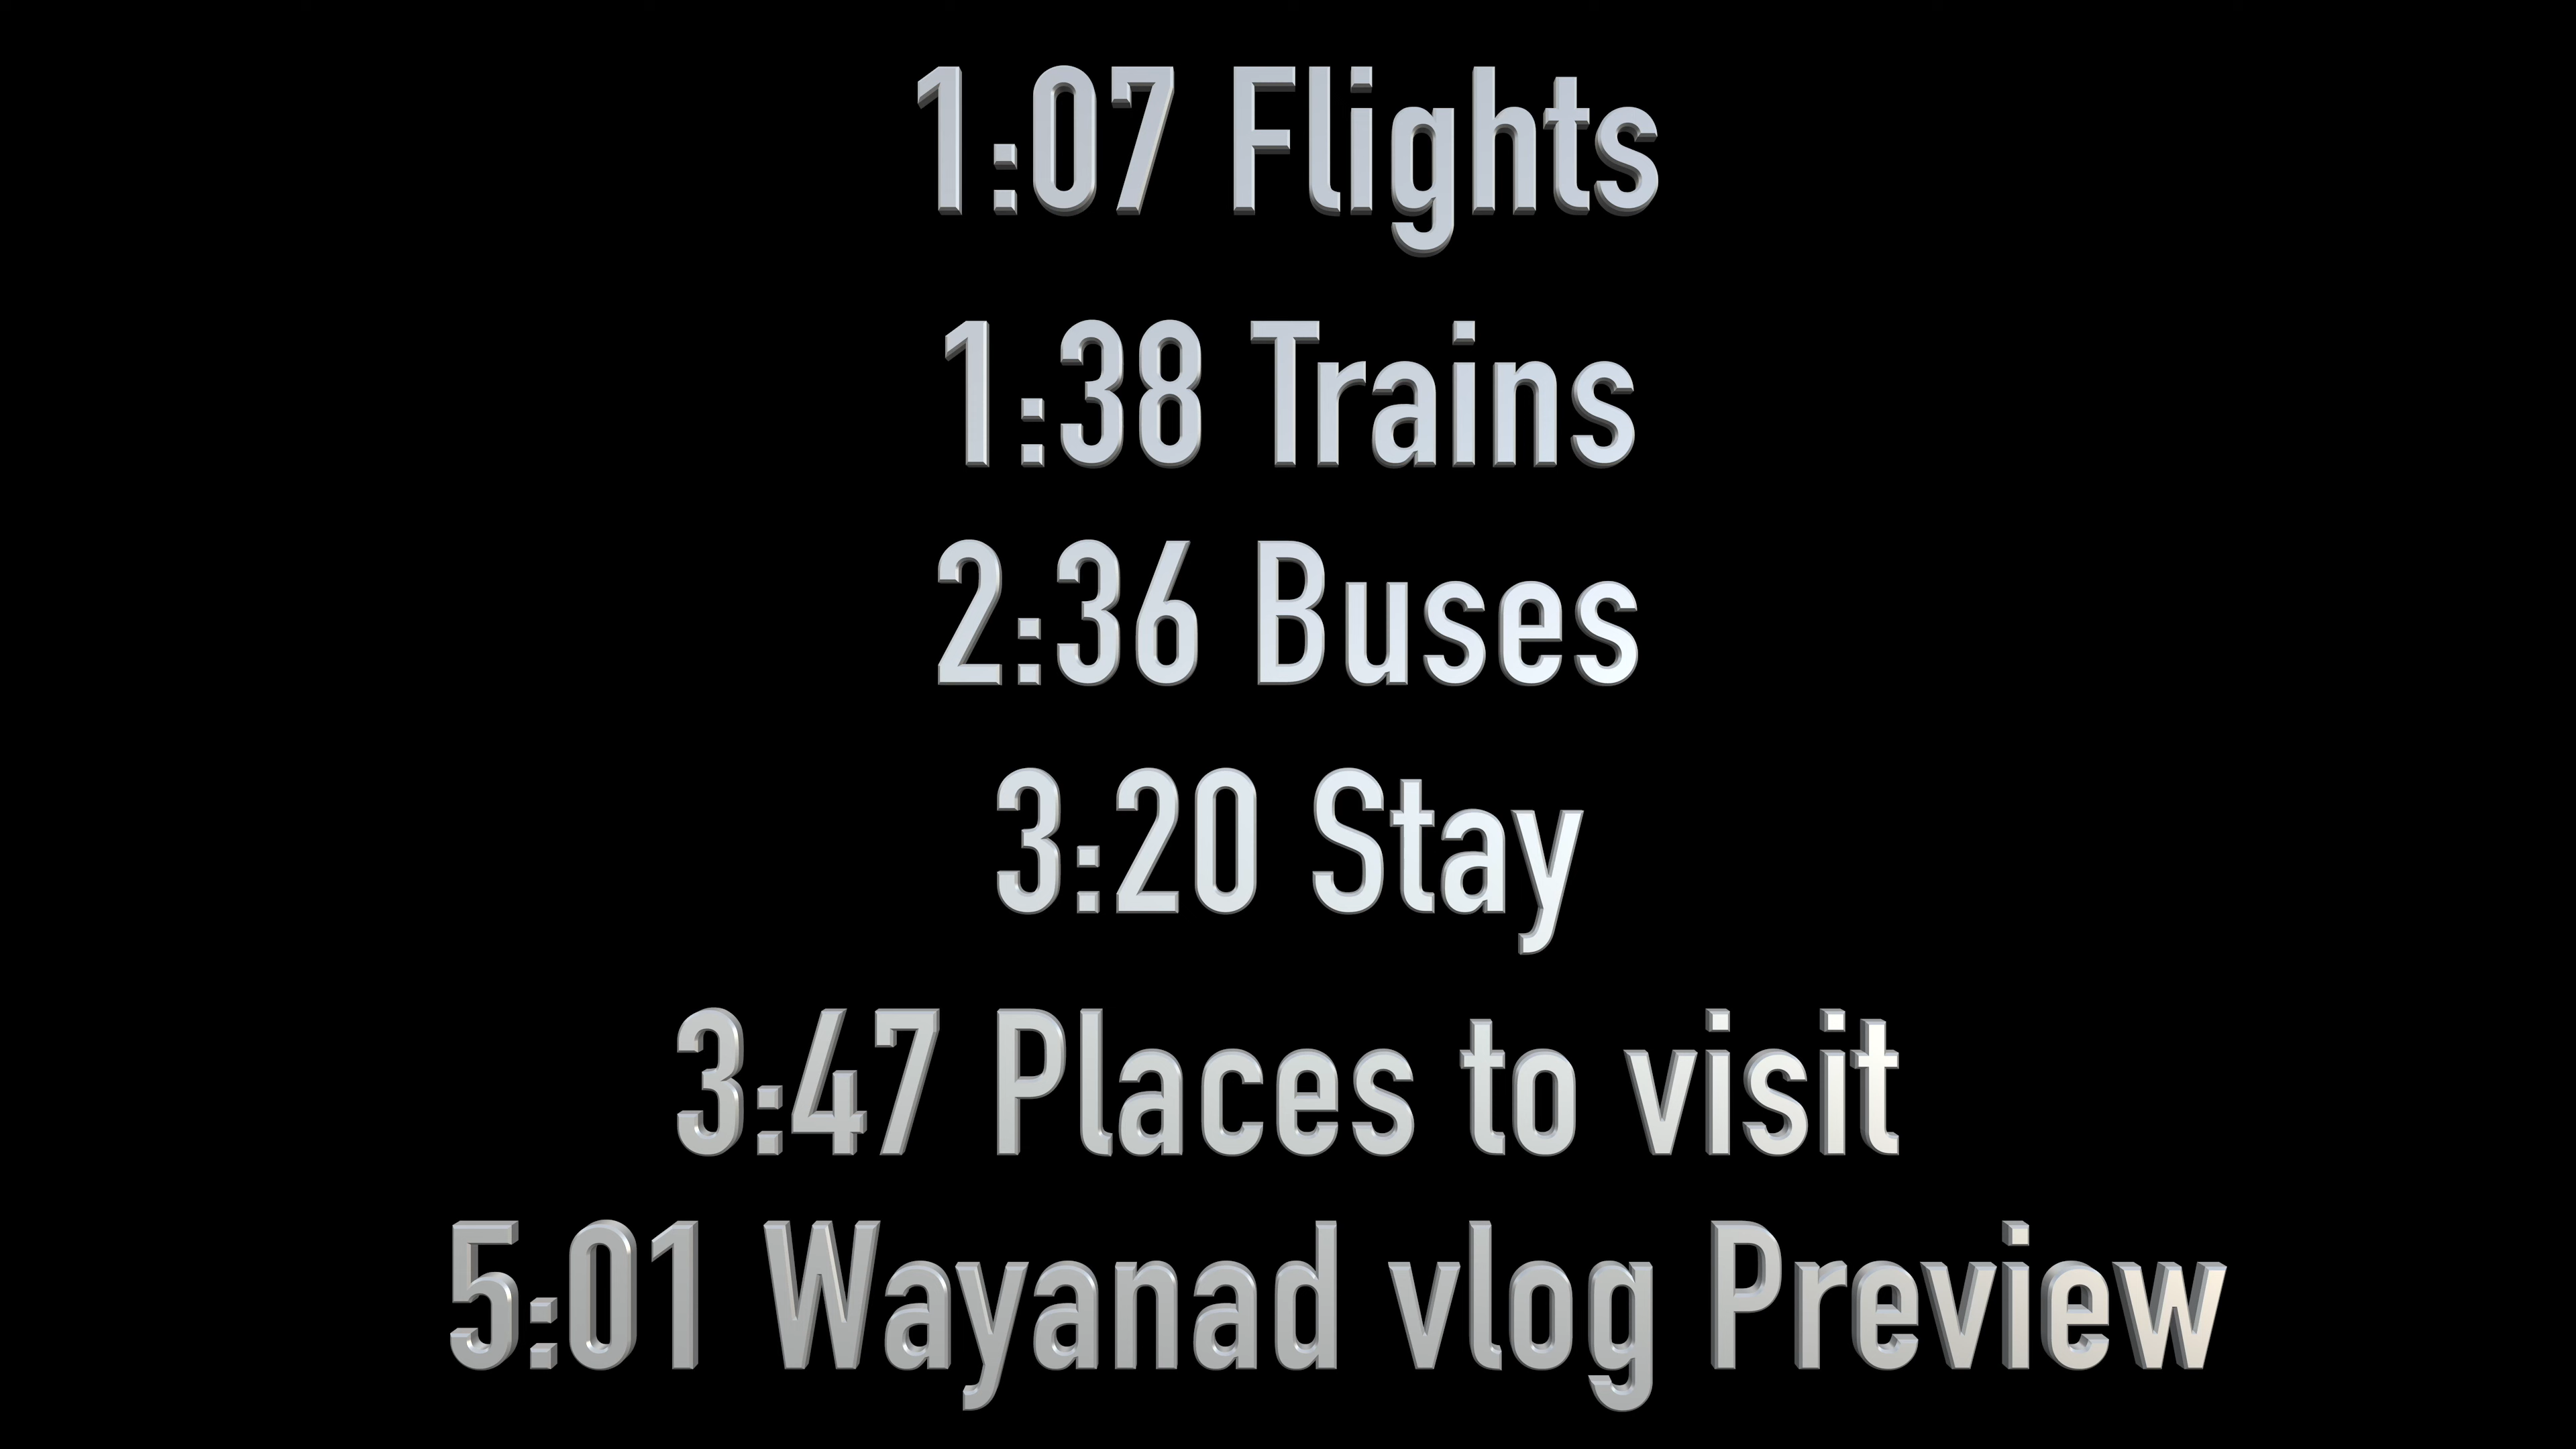 1:07 Flights
1:38 Trains
2:36 Buses
3:20 Stay
3:47 Places to visit
5:01 Wayanad vlog Preview